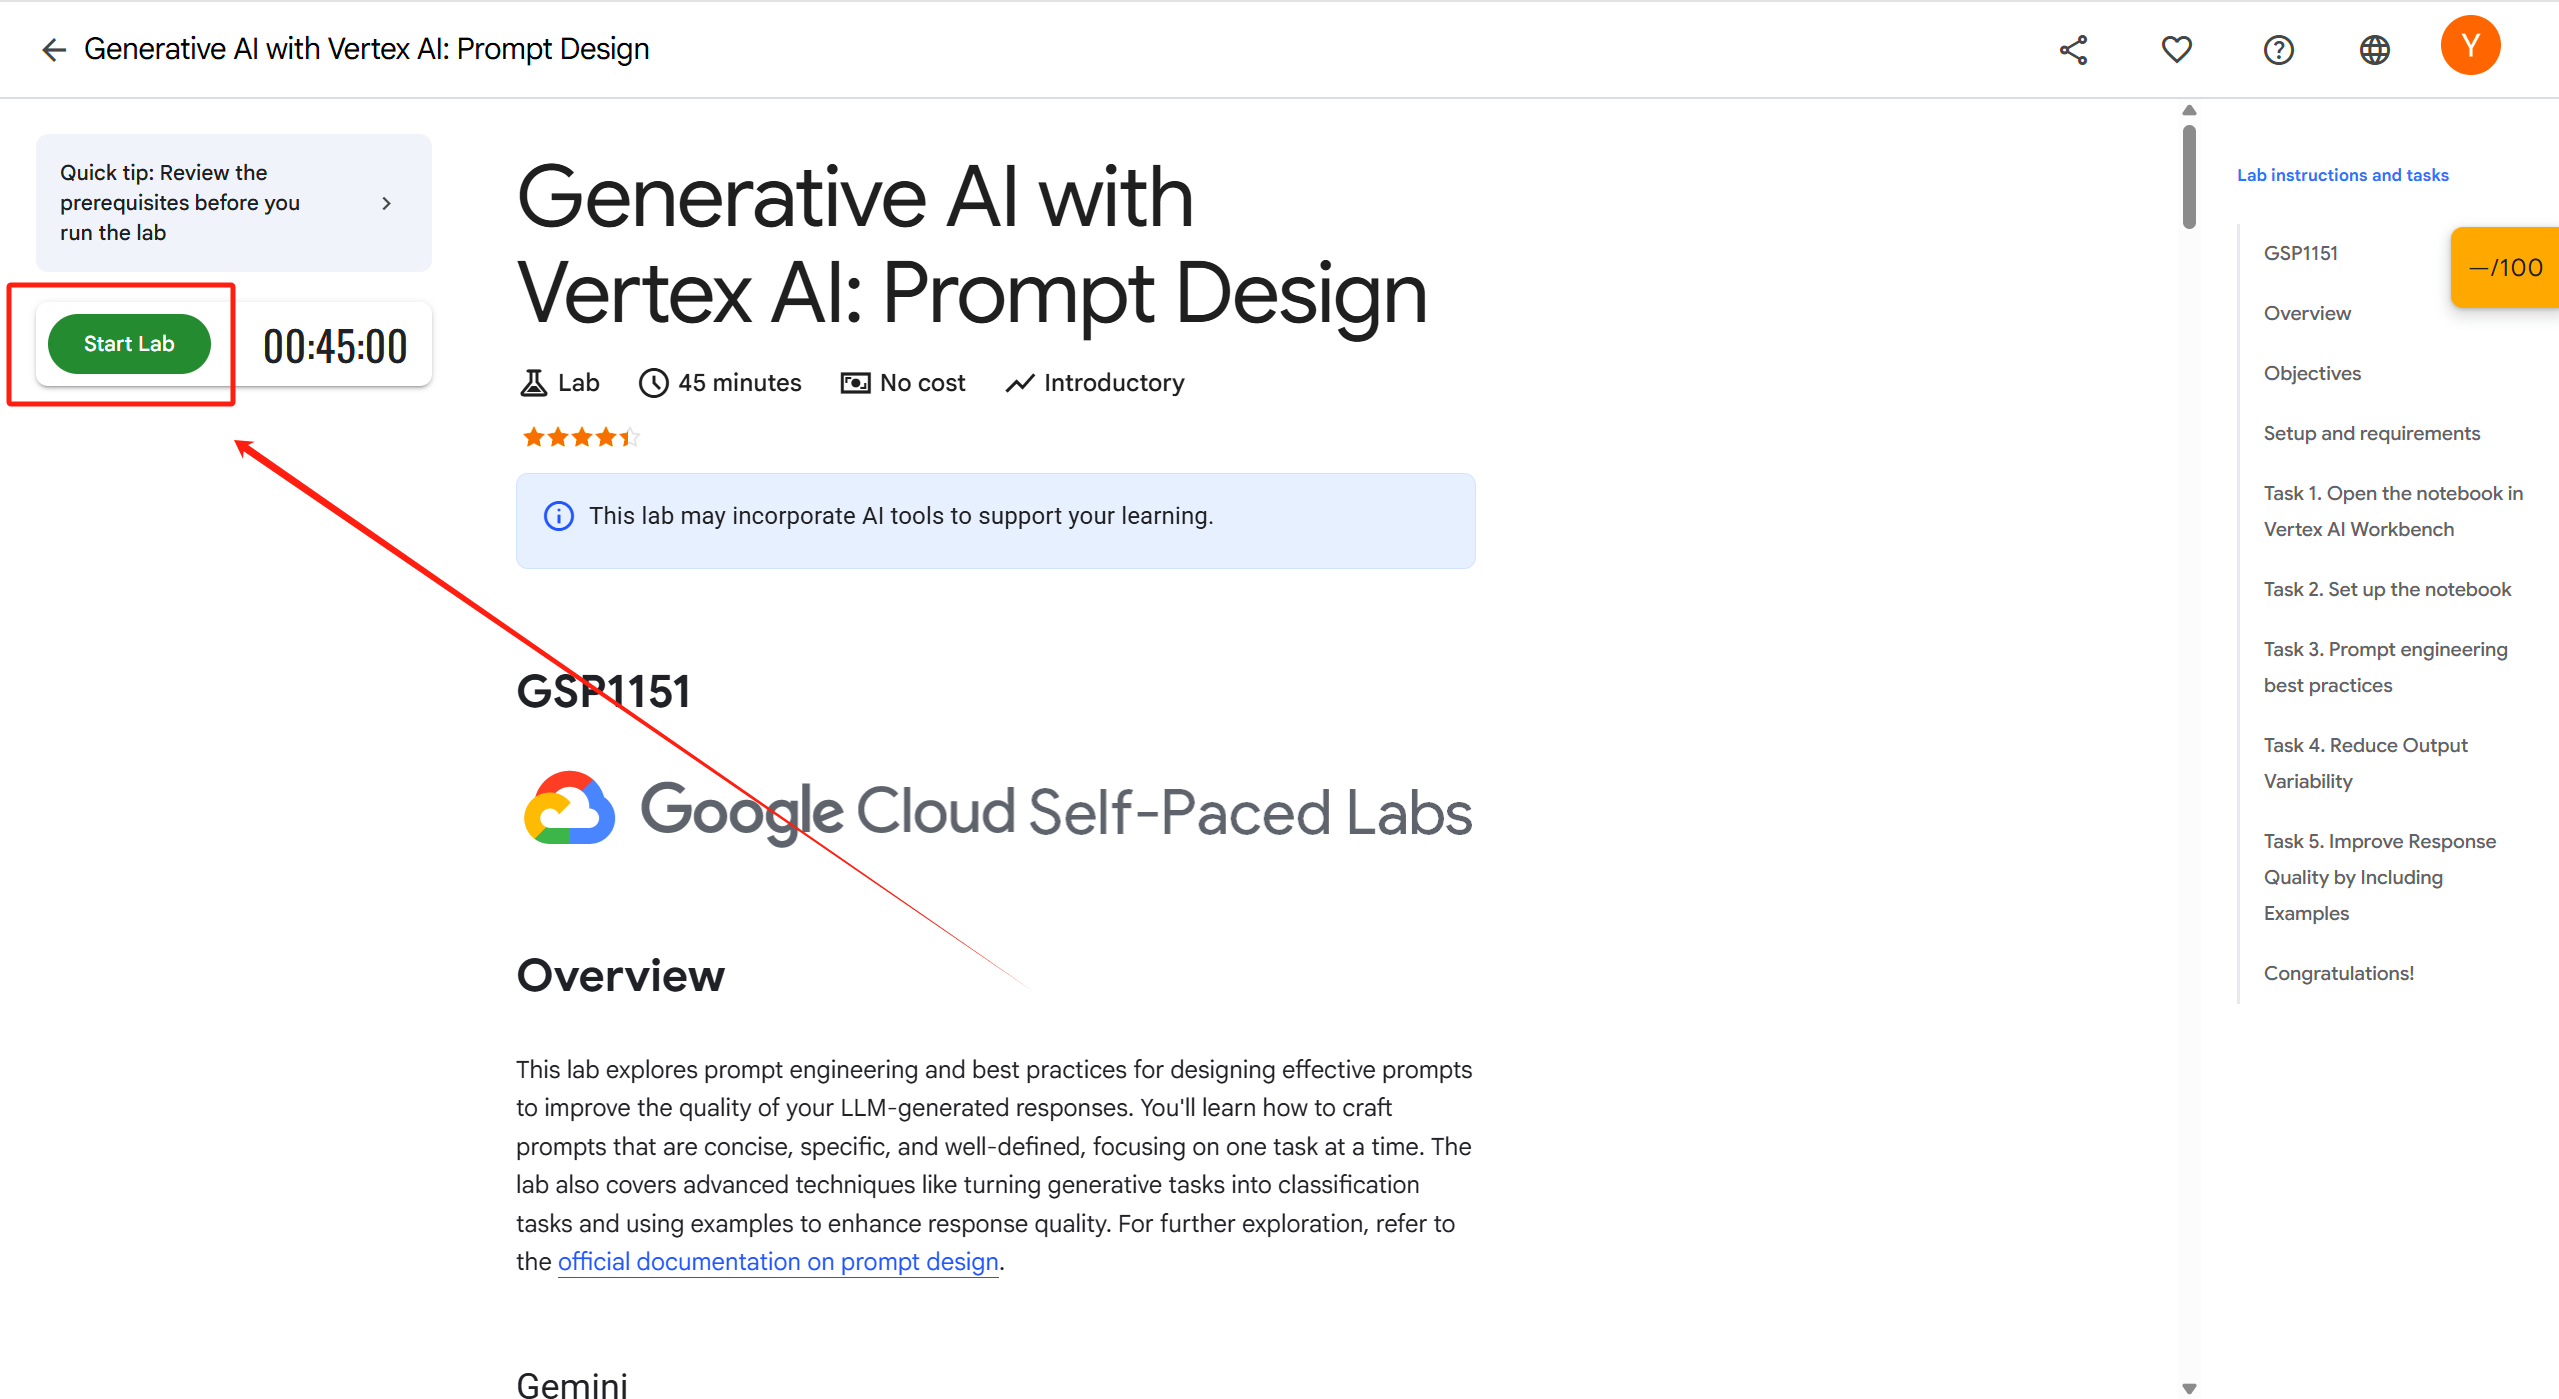 Generative AI with Vertex AI: Prompt Design
Y
Quick tip: Review the
prerequisites before you
run the lab
Start Lab
00:45:00
Generative AI with
Vertex AI: Prompt Design
Lab
45 minutes
No cost
Introductory
This lab may incorporate AI tools to support your learning.
GSP1151
Google Cloud Self-Paced Labs
Overview
This lab explores prompt engineering and best practices for designing effective prompts
to improve the quality of your LLM-generated responses. You'll learn how to craft
prompts that are concise, specific, and well-defined, focusing on one task at a time. The
lab also covers advanced techniques like turning generative tasks into classification
tasks and using examples to enhance response quality. For further exploration, refer to
the official documentation on prompt design.
Gemini
Lab instructions and tasks
GSP1151
—/100
Overview
Objectives
Setup and requirements
Task 1. Open the notebook in
Vertex AI Workbench
Task 2. Set up the notebook
Task 3. Prompt engineering
best practices
Task 4. Reduce Output
Variability
Task 5. Improve Response
Quality by Including
Examples
Congratulations!